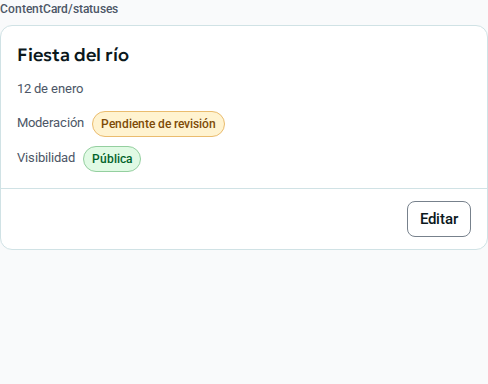 ContentCard/statuses
Fiesta del río
12 de enero
Moderación Pendiente de revisión
Visibilidad Pública
Editar